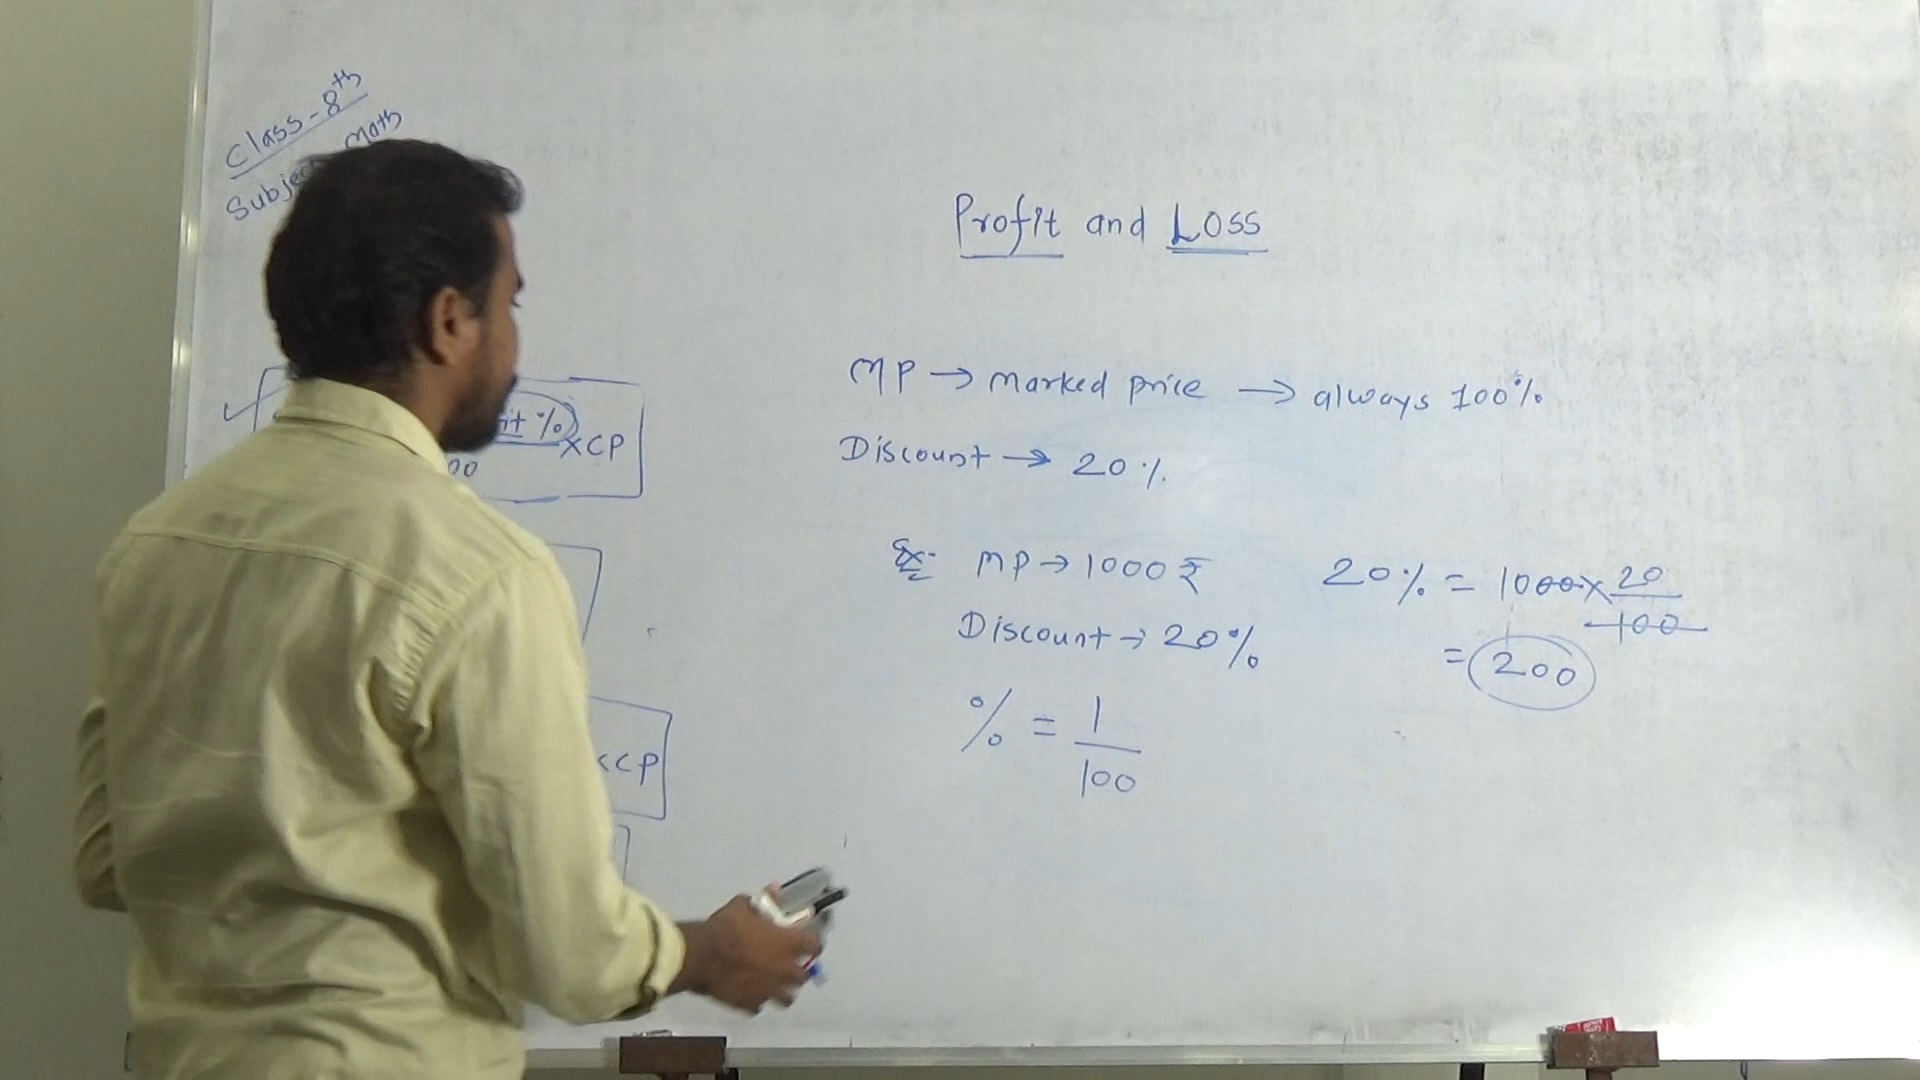 Class-8th
Math
Profit and Loss
MP → Marked price → always 100%
Discount → 20%
Ex- MP → 1000 ₹
Discount → 20%
% = 1/100
20% = 1000 × 20/100
= 200
%) × CP
CP